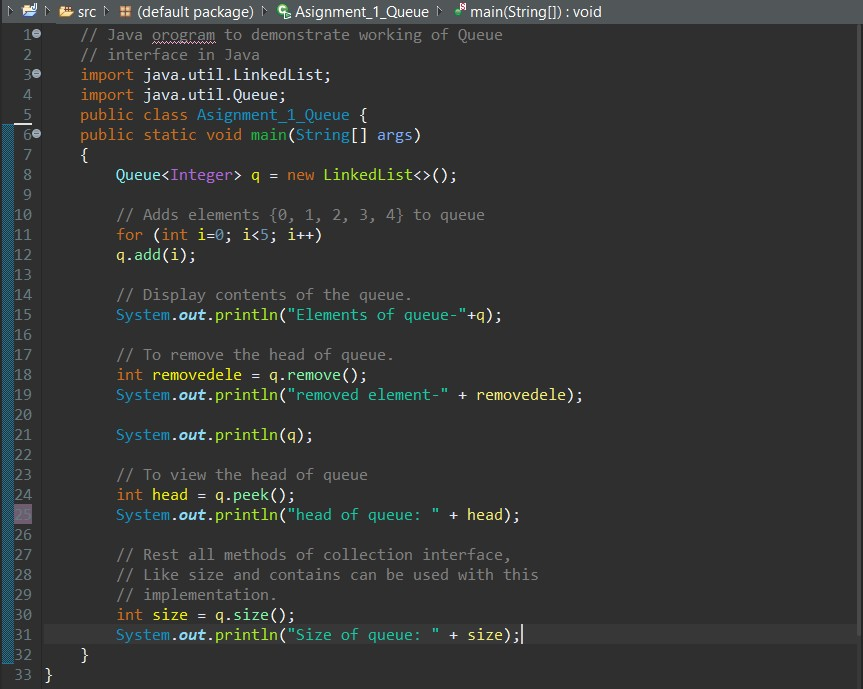 src (default package) Asignment_1_Queue main(String[]) : void
1 // Java orogram to demonstrate working of Queue
2 // interface in Java
3 import java.util.LinkedList;
4 import java.util.Queue;
5 public class Asignment_1_Queue {
6 public static void main(String[] args)
7 {
8 Queue<Integer> q = new LinkedList<>();
9
10 // Adds elements {0, 1, 2, 3, 4} to queue
11 for (int i=0; i<5; i++)
12 q.add(i);
13
14 // Display contents of the queue.
15 System.out.println("Elements of queue-"+q);
16
17 // To remove the head of queue.
18 int removedele = q.remove();
19 System.out.println("removed element-" + removedele);
20
21 System.out.println(q);
22
23 // To view the head of queue
24 int head = q.peek();
25 System.out.println("head of queue: " + head);
26
27 // Rest all methods of collection interface,
28 // Like size and contains can be used with this
29 // implementation.
30 int size = q.size();
31 System.out.println("Size of queue: " + size);
32 }
33 }